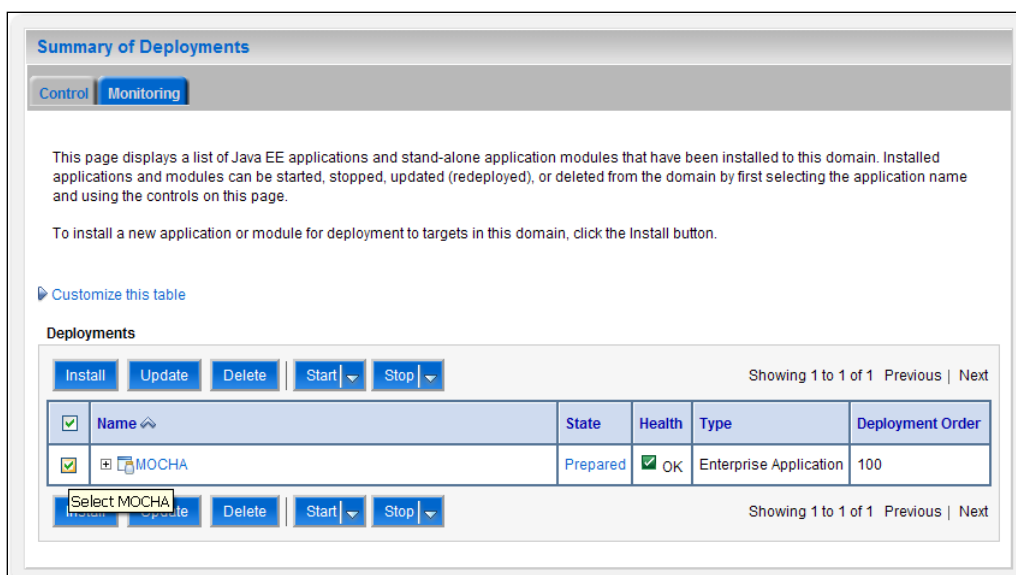 Summary of Deployments
Control Monitoring
This page displays a list of Java EE applications and stand-alone application modules that have been installed to this domain. Installed
applications and modules can be started, stopped, updated (redeployed), or deleted from the domain by first selecting the application name
and using the controls on this page.
To install a new application or module for deployment to targets in this domain, click the Install button.
Customize this table
Deployments
Install Update Delete Start Stop Showing 1 to 1 of 1 Previous | Next
Name State Health Type Deployment Order
MOCHA Prepared OK Enterprise Application 100
Select MOCHA
Install Update Delete Start Stop Showing 1 to 1 of 1 Previous | Next